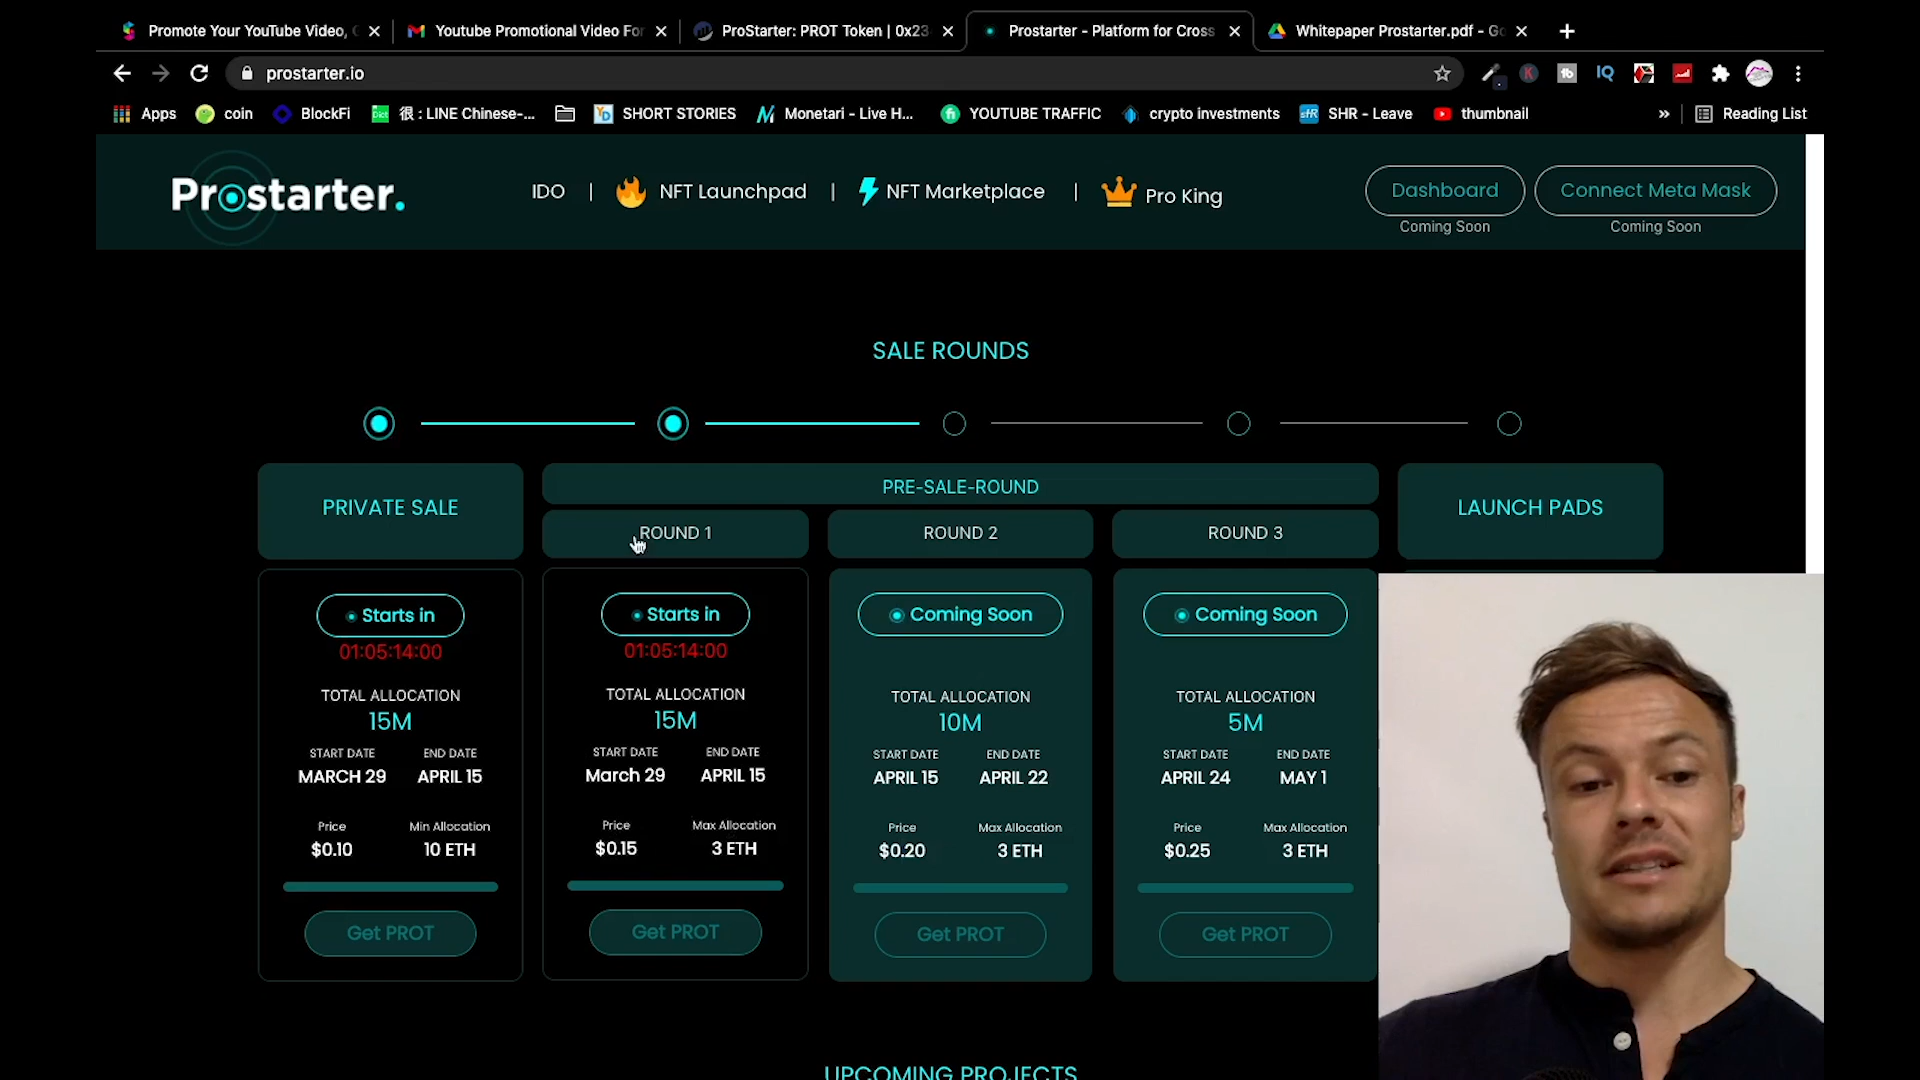 Promote Your YouTube Video,
Youtube Promotional Video For
ProStarter: PROT Token | 0x23
Prostarter - Platform for Cross
Whitepaper Prostarter.pdf - Go
prostarter.io
Apps
coin
BlockFi
很 : LINE Chinese-...
SHORT STORIES
Monetari - Live H...
YOUTUBE TRAFFIC
crypto investments
SHR - Leave
thumbnail
»
Reading List
Prostarter.
IDO | NFT Launchpad | NFT Marketplace | Pro King
Dashboard
Coming Soon
Connect Meta Mask
Coming Soon
SALE ROUNDS
PRIVATE SALE
PRE-SALE-ROUND
LAUNCH PADS
ROUND 1
ROUND 2
ROUND 3
Starts in
01:05:14:00
TOTAL ALLOCATION
15M
START DATE END DATE
MARCH 29 APRIL 15
Price Min Allocation
$0.10 10 ETH
Get PROT
Starts in
01:05:14:00
TOTAL ALLOCATION
15M
START DATE END DATE
March 29 APRIL 15
Price Max Allocation
$0.15 3 ETH
Get PROT
Coming Soon
TOTAL ALLOCATION
10M
START DATE END DATE
APRIL 15 APRIL 22
Price Max Allocation
$0.20 3 ETH
Get PROT
Coming Soon
TOTAL ALLOCATION
5M
START DATE END DATE
APRIL 24 MAY 1
Price Max Allocation
$0.25 3 ETH
Get PROT
UPCOMING PROJECTS